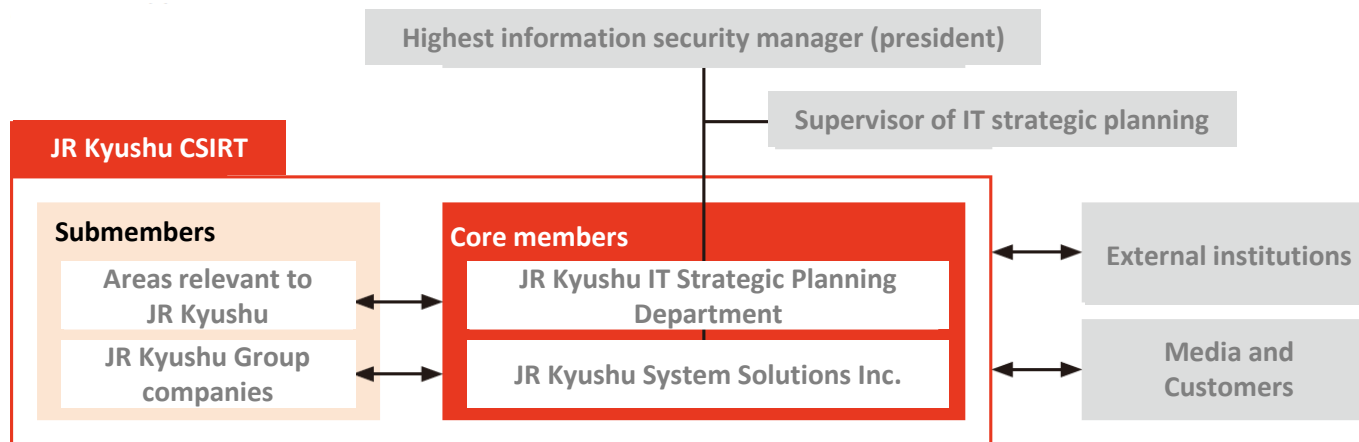 Highest information security manager (president)
Supervisor of IT strategic planning
JR Kyushu CSIRT
Submembers
Areas relevant to
JR Kyushu
JR Kyushu Group
companies
Core members
JR Kyushu IT Strategic Planning
Department
JR Kyushu System Solutions Inc.
External institutions
Media and
Customers